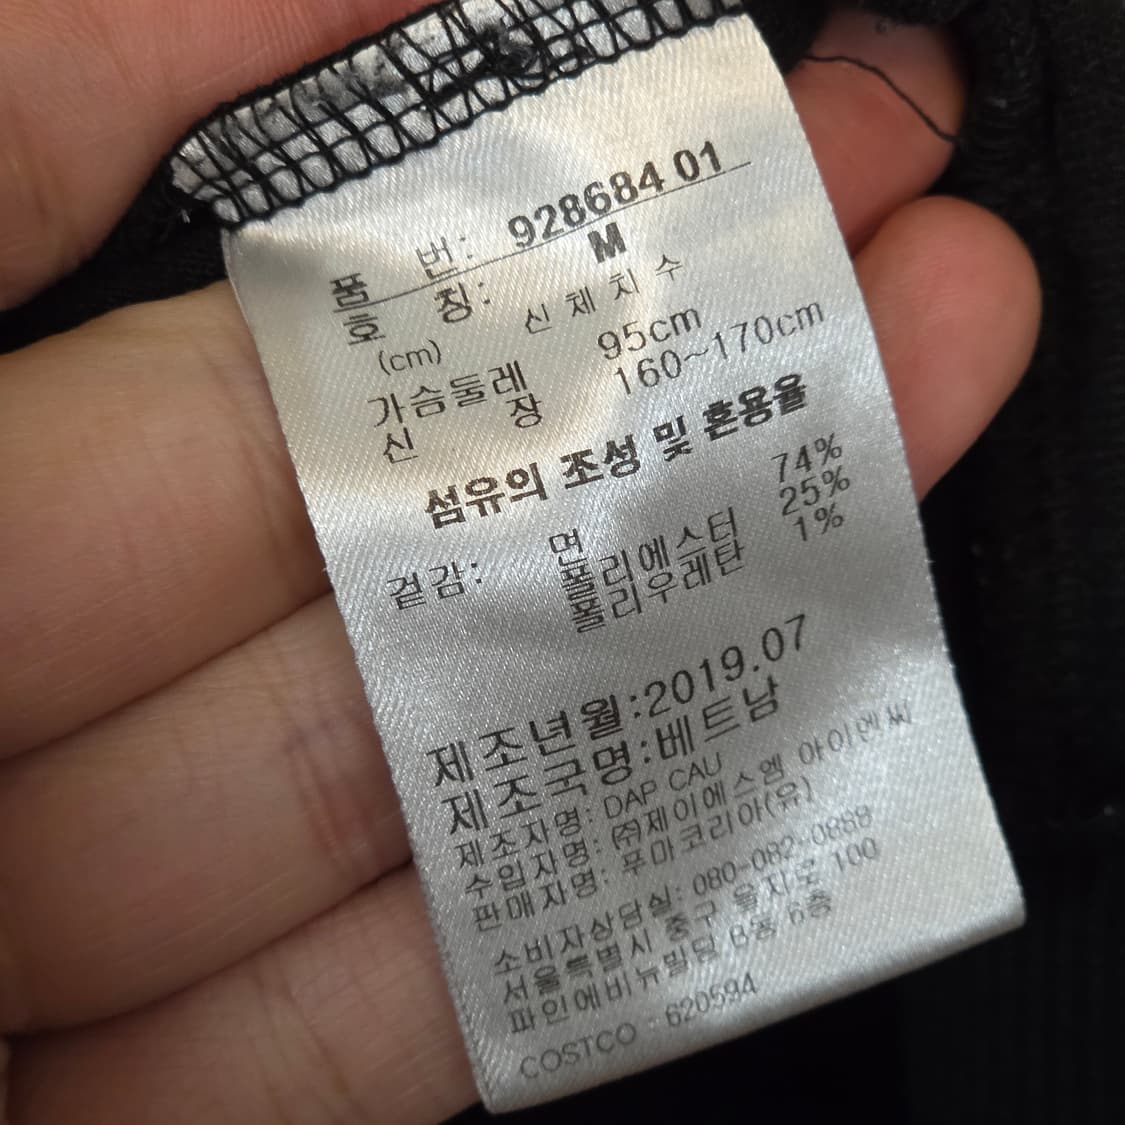 품 번: 928684 01
호 칭: M
(cm) 신 체 치 수
가슴둘레 95cm
신 장 160~170cm
섬유의 조성 및 혼용율
겉감: 면 74%
폴리에스터 25%
폴리우레탄 1%
제조년월:2019.07
제조국명:베트남
제조자명: DAP CAU
수입자명: ㈜제이에스엠 아이엔씨
판매자명: 푸마코리아(유)
소비자상담실: 080-082-0888
서울특별시 중구 을지로 100
파인에비뉴빌딩 B동 6층
COSTCO - 620594